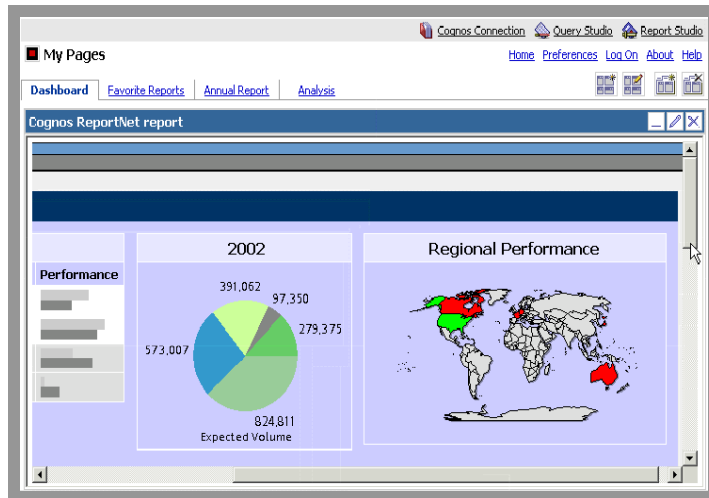 Cognos Connection Query Studio Report Studio
My Pages
Home Preferences Log On About Help
Dashboard Favorite Reports Annual Report Analysis
Cognos ReportNet report
2002
Regional Performance
Performance
391,062
97,350
279,375
573,007
824,811
Expected Volume